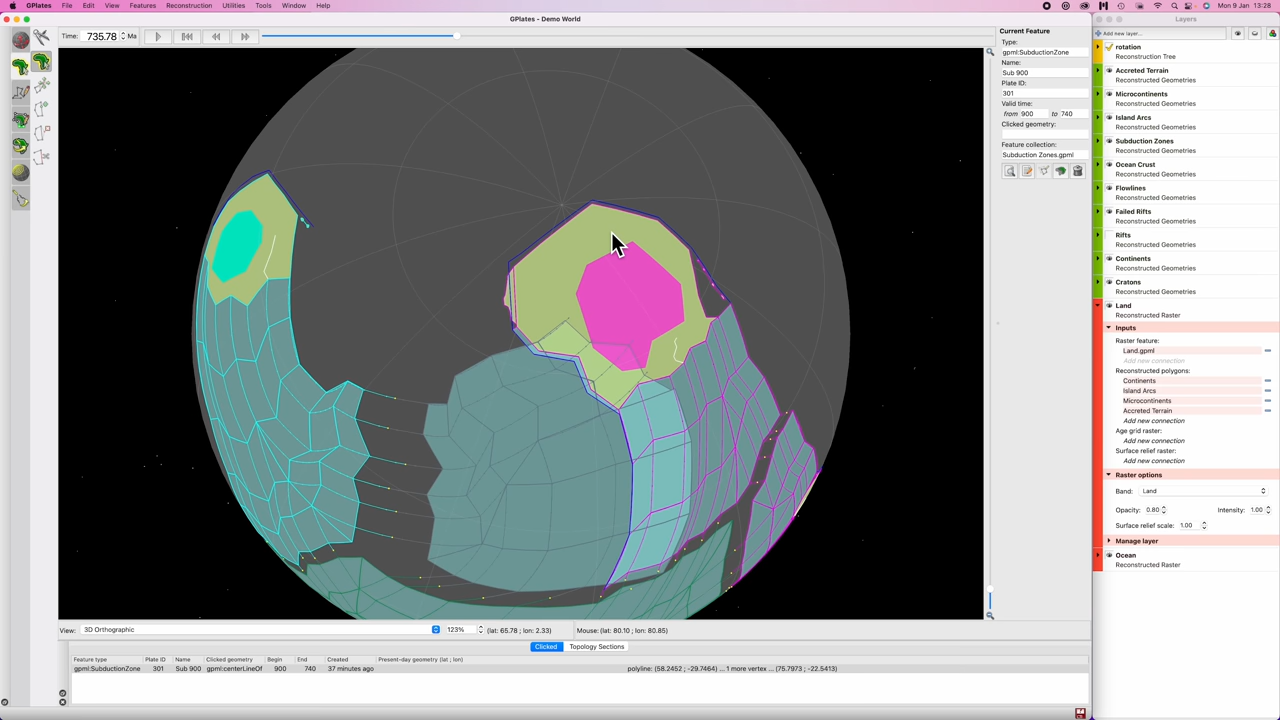 GPlates File Edit View Features Reconstruction Utilities Tools Window Help Mon 9 Jan 13:28
GPlates - Demo World
Layers
Time: 735.78 Ma
Current Feature
Type:
gpml:SubductionZone
Name:
Sub 900
Plate ID:
301
Valid time:
from 900 to 740
Clicked geometry:
Feature collection:
Subduction Zones.gpml
Add new layer...
rotation
Reconstruction Tree
Accreted Terrain
Reconstructed Geometries
Microcontinents
Reconstructed Geometries
Island Arcs
Reconstructed Geometries
Subduction Zones
Reconstructed Geometries
Ocean Crust
Reconstructed Geometries
Flowlines
Reconstructed Geometries
Failed Rifts
Reconstructed Geometries
Rifts
Reconstructed Geometries
Continents
Reconstructed Geometries
Cratons
Reconstructed Geometries
Land
Reconstructed Raster
Inputs
Raster feature:
Land.gpml
Add new connection
Reconstructed polygons:
Continents
Island Arcs
Microcontinents
Accreted Terrain
Add new connection
Age grid raster:
Add new connection
Surface relief raster:
Add new connection
Raster options
Band: Land
Opacity: 0.80 Intensity: 1.00
Surface relief scale: 1.00
Manage layer
Ocean
Reconstructed Raster
View: 3D Orthographic 123% (lat: 65.78 ; lon: 2.33) Mouse: (lat: 80.10 ; lon: 80.85)
Clicked Topology Sections
Feature type Plate ID Name Clicked geometry Begin End Created Present-day geometry (lat ; lon)
gpml:SubductionZone 301 Sub 900 gpml:centerLineOf 900 740 37 minutes ago polyline: (58.2452 ; -29.7464) ... 1 more vertex ... (75.7973 ; -22.5413)